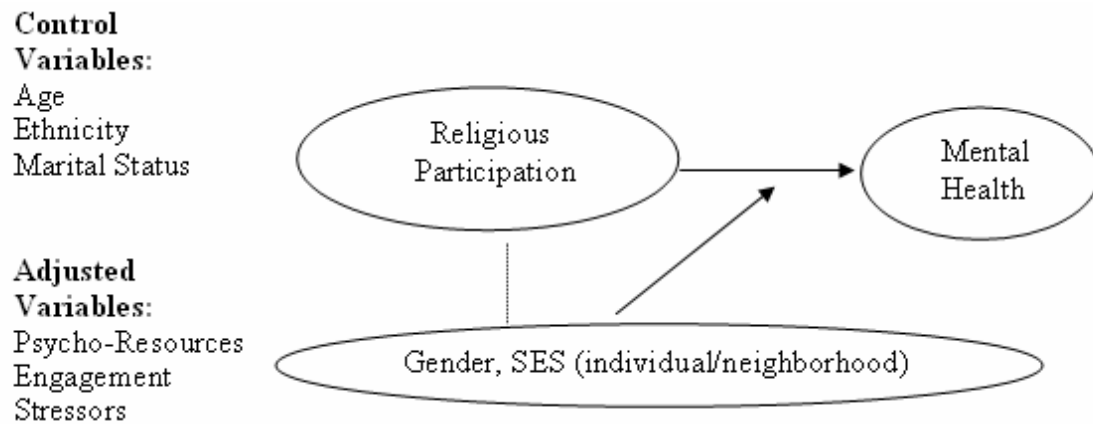 Control
Variables:
Age
Ethnicity
Marital Status
Religious
Participation
Mental
Health
Adjusted
Variables:
Psycho-Resources
Engagement
Stressors
Gender, SES (individual/neighborhood)